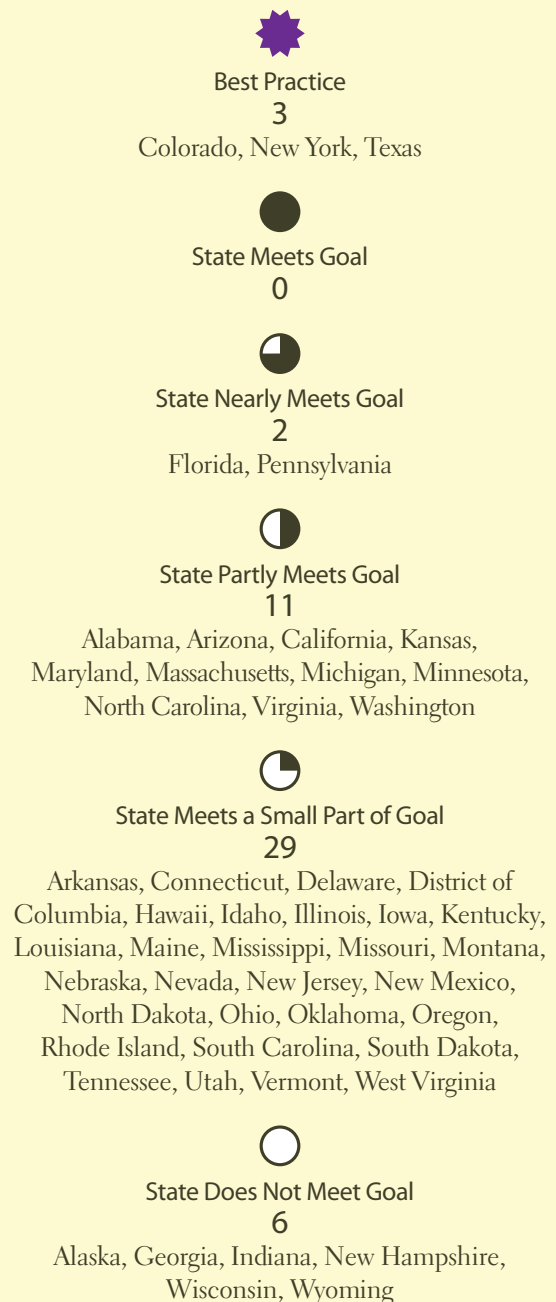 Best Practice
3
Colorado, New York, Texas
State Meets Goal
0
State Nearly Meets Goal
2
Florida, Pennsylvania
State Partly Meets Goal
11
Alabama, Arizona, California, Kansas,
Maryland, Massachusetts, Michigan, Minnesota,
North Carolina, Virginia, Washington
State Meets a Small Part of Goal
29
Arkansas, Connecticut, Delaware, District of
Columbia, Hawaii, Idaho, Illinois, Iowa, Kentucky,
Louisiana, Maine, Mississippi, Missouri, Montana,
Nebraska, Nevada, New Jersey, New Mexico,
North Dakota, Ohio, Oklahoma, Oregon,
Rhode Island, South Carolina, South Dakota,
Tennessee, Utah, Vermont, West Virginia
State Does Not Meet Goal
6
Alaska, Georgia, Indiana, New Hampshire,
Wisconsin, Wyoming